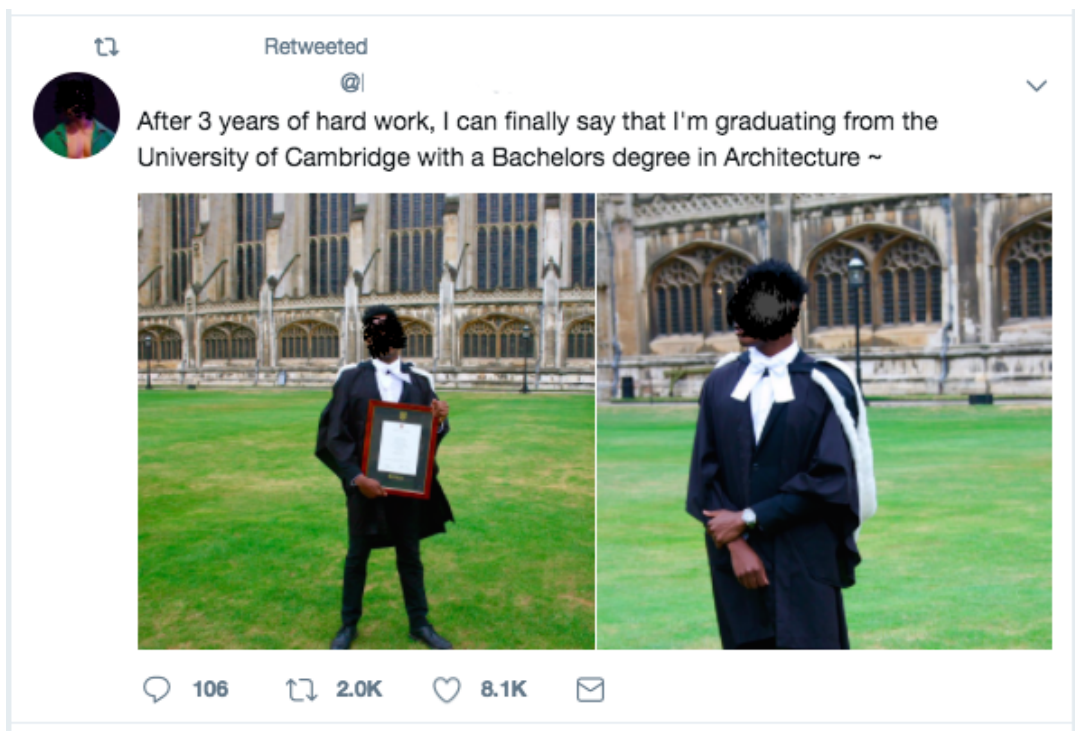 Retweeted
@
After 3 years of hard work, I can finally say that I'm graduating from the
University of Cambridge with a Bachelors degree in Architecture ~
106 2.0K 8.1K